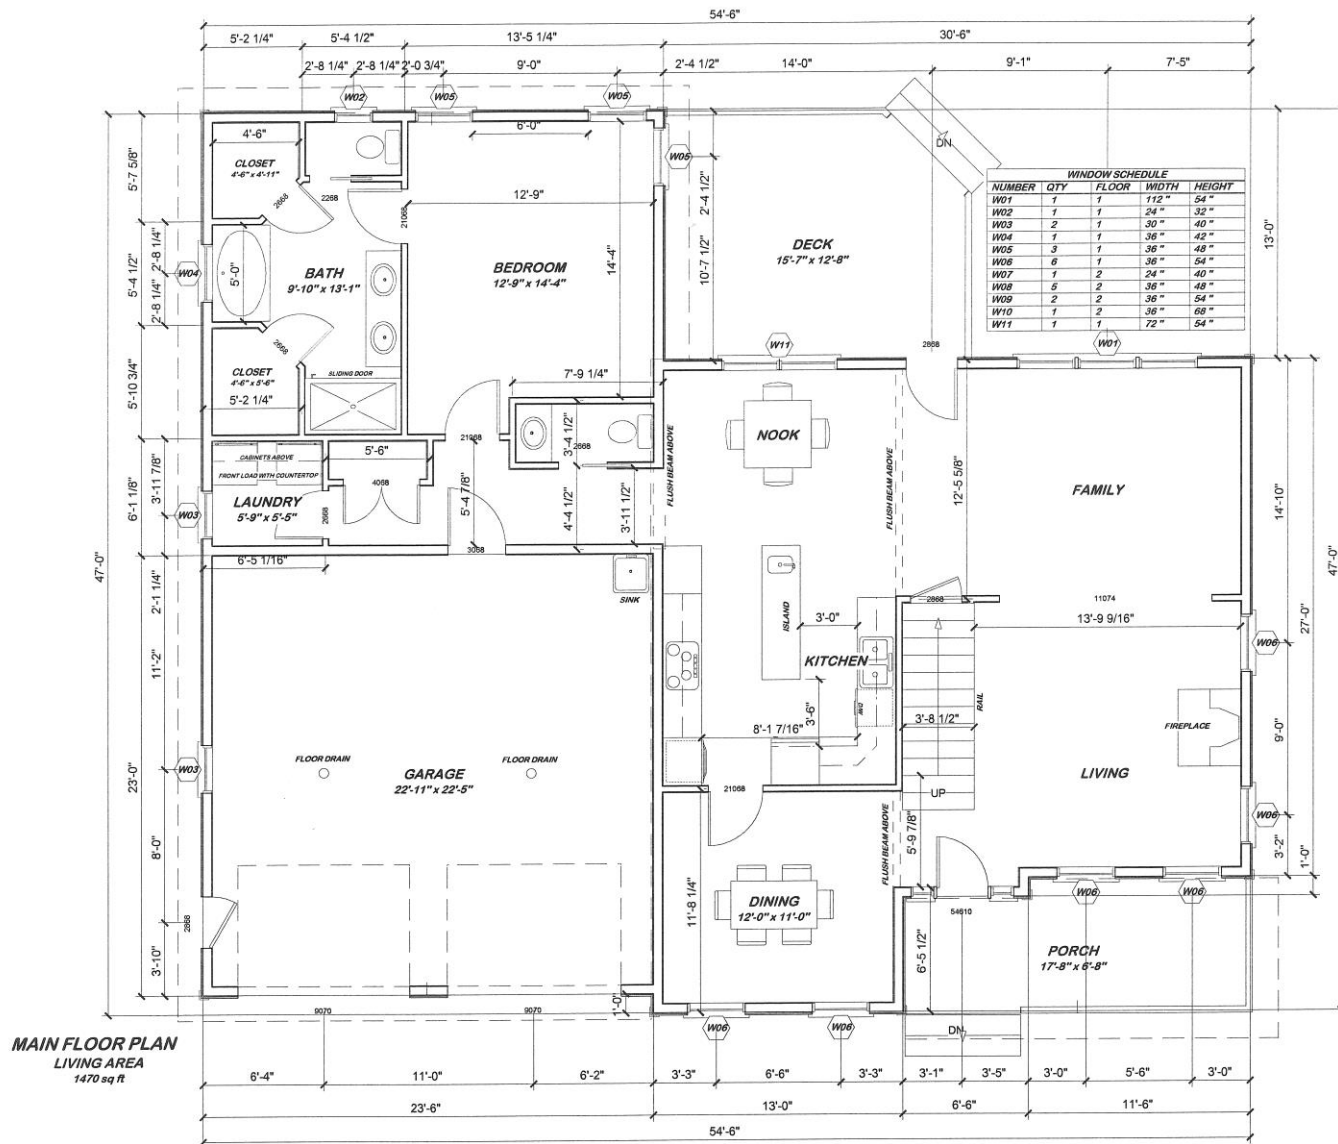 54'-6"
5'-2 1/4"
5'-4 1/2"
13'-5 1/4"
30'-6"
2'-8 1/4"
2'-8 1/4"
2'-0 3/4"
9'-0"
2'-4 1/2"
14'-0"
9'-1"
7'-5"
W02
W05
W05
4'-6"
6'-0"
DN
CLOSET
4'-6" x 4'-11"
W05
5'-7 5/8"
2668
2268
21068
12'-9"
2'-4 1/2"
WINDOW SCHEDULE
NUMBER QTY FLOOR WIDTH HEIGHT
W01 1 1 112 " 54 "
W02 1 1 24 " 32 "
W03 2 1 30 " 40 "
W04 1 1 36 " 42 "
W05 3 1 36 " 48 "
W06 6 1 36 " 54 "
W07 1 2 24 " 40 "
W08 5 2 36 " 48 "
W09 2 2 36 " 54 "
W10 1 2 36 " 68 "
W11 1 1 72 " 54 "
13'-0"
W04
5'-4 1/2"
2'-8 1/4"
2'-8 1/4"
5'-0"
BATH
9'-10" x 13'-1"
BEDROOM
12'-9" x 14'-4"
14'-4"
10'-7 1/2"
DECK
15'-7" x 12'-8"
2668
W11
2868
W01
CLOSET
4'-6" x 5'-6"
5'-2 1/4"
SLIDING DOOR
5'-10 3/4"
7'-9 1/4"
NOOK
21068
3'-4 1/2"
2668
CABINETS ABOVE
FRONT LOAD WITH COUNTERTOP
5'-6"
4068
LAUNDRY
5'-9" x 5'-5"
2668
W03
6'-1 1/8"
3'-11 7/8"
5'-4 7/8"
4'-4 1/2"
3'-11 1/2"
FLUSH BEAM ABOVE
FLUSH BEAM ABOVE
12'-5 5/8"
FAMILY
14'-10"
3068
47'-0"
47'-0"
6'-5 1/16"
SINK
2'-1 1/4"
ISLAND
3'-0"
2868
11074
13'-9 9/16"
27'-0"
W06
KITCHEN
11'-2"
3'-6"
DW
3'-8 1/2"
RAIL
8'-1 7/16"
FIREPLACE
9'-0"
FLOOR DRAIN
FLOOR DRAIN
W03
GARAGE
22'-11" x 22'-5"
23'-0"
LIVING
21068
UP
W06
8'-0"
FLUSH BEAM ABOVE
5'-9 7/8"
3'-2"
1'-0"
11'-8 1/4"
DINING
12'-0" x 11'-0"
W06
W06
54610
2868
3'-10"
6'-5 1/2"
PORCH
17'-8" x 6'-8"
1'-0"
9070
9070
W06
W06
DN
MAIN FLOOR PLAN
LIVING AREA
1470 sq ft
6'-4"
11'-0"
6'-2"
3'-3"
6'-6"
3'-3"
3'-1"
3'-5"
3'-0"
5'-6"
3'-0"
23'-6"
13'-0"
6'-6"
11'-6"
54'-6"